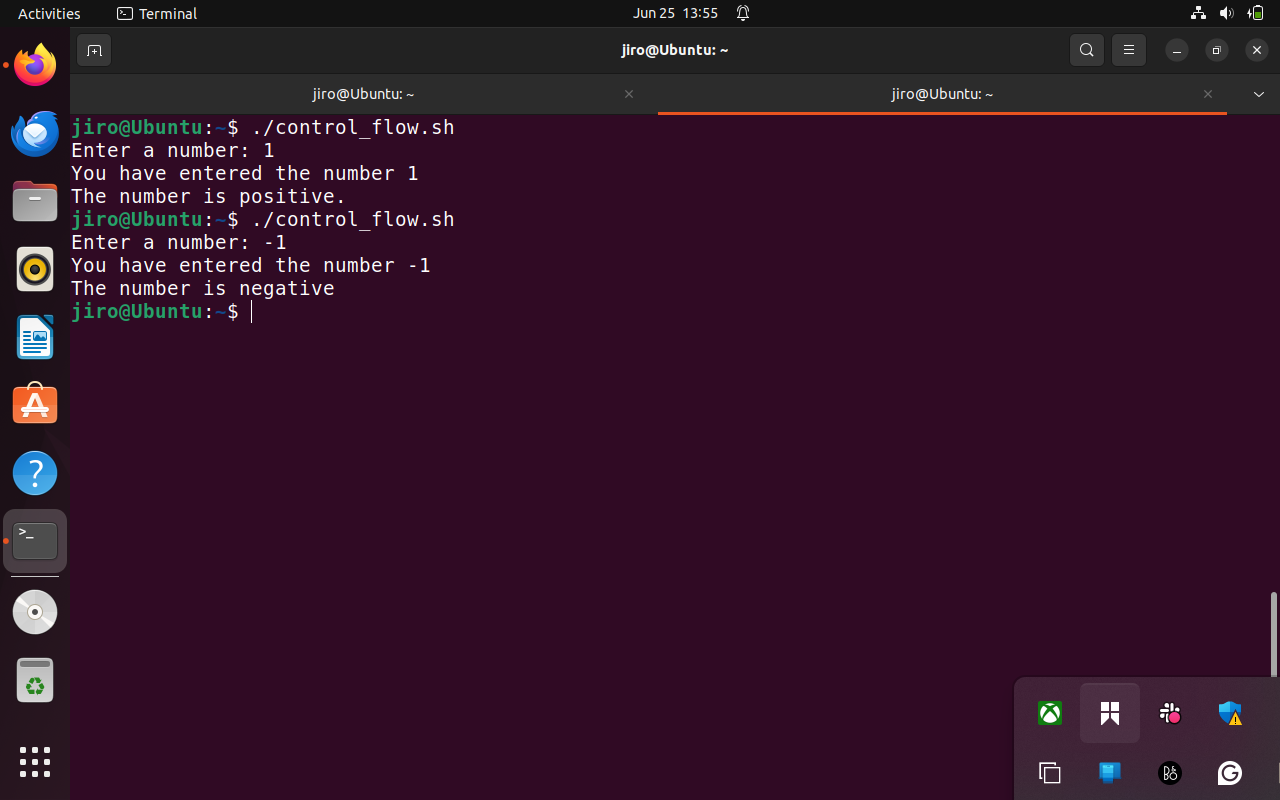 Activities
Terminal
Jun 25 13:55
jiro@Ubuntu: ~
jiro@Ubuntu: ~
jiro@Ubuntu: ~
jiro@Ubuntu:~$ ./control_flow.sh
Enter a number: 1
You have entered the number 1
The number is positive.
jiro@Ubuntu:~$ ./control_flow.sh
Enter a number: -1
You have entered the number -1
The number is negative
jiro@Ubuntu:~$